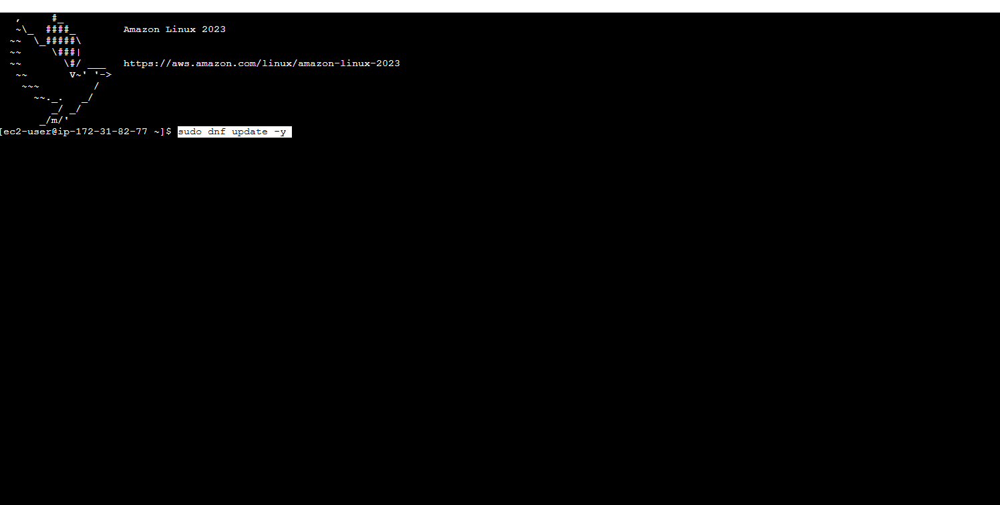 ,     #_
   ~\_  ####_        Amazon Linux 2023
  ~~  \_#####\
  ~~     \###|
  ~~       \#/ ___   https://aws.amazon.com/linux/amazon-linux-2023
   ~~       V~' '->
    ~~~         /
      ~~._.   _/
         _/ _/
       _/m/'
[ec2-user@ip-172-31-82-77 ~]$ sudo dnf update -y